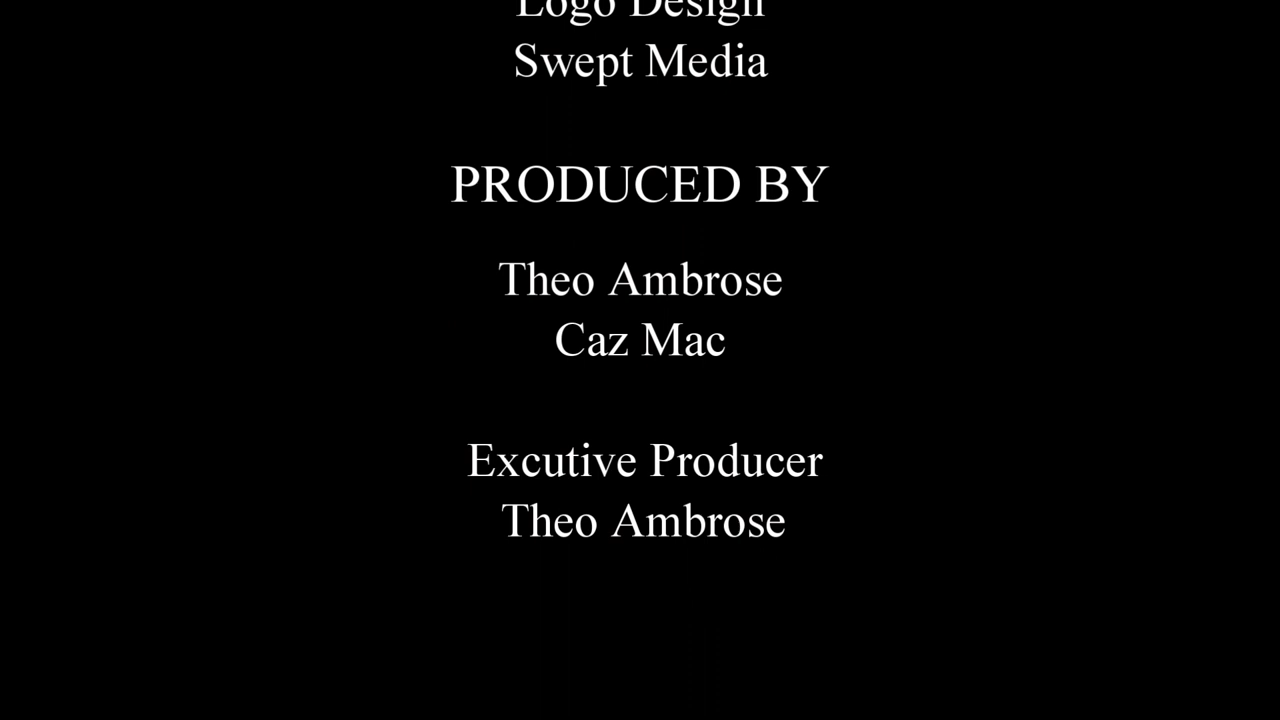 Logo Design
Swept Media
PRODUCED BY
Theo Ambrose
Caz Mac
Excutive Producer
Theo Ambrose